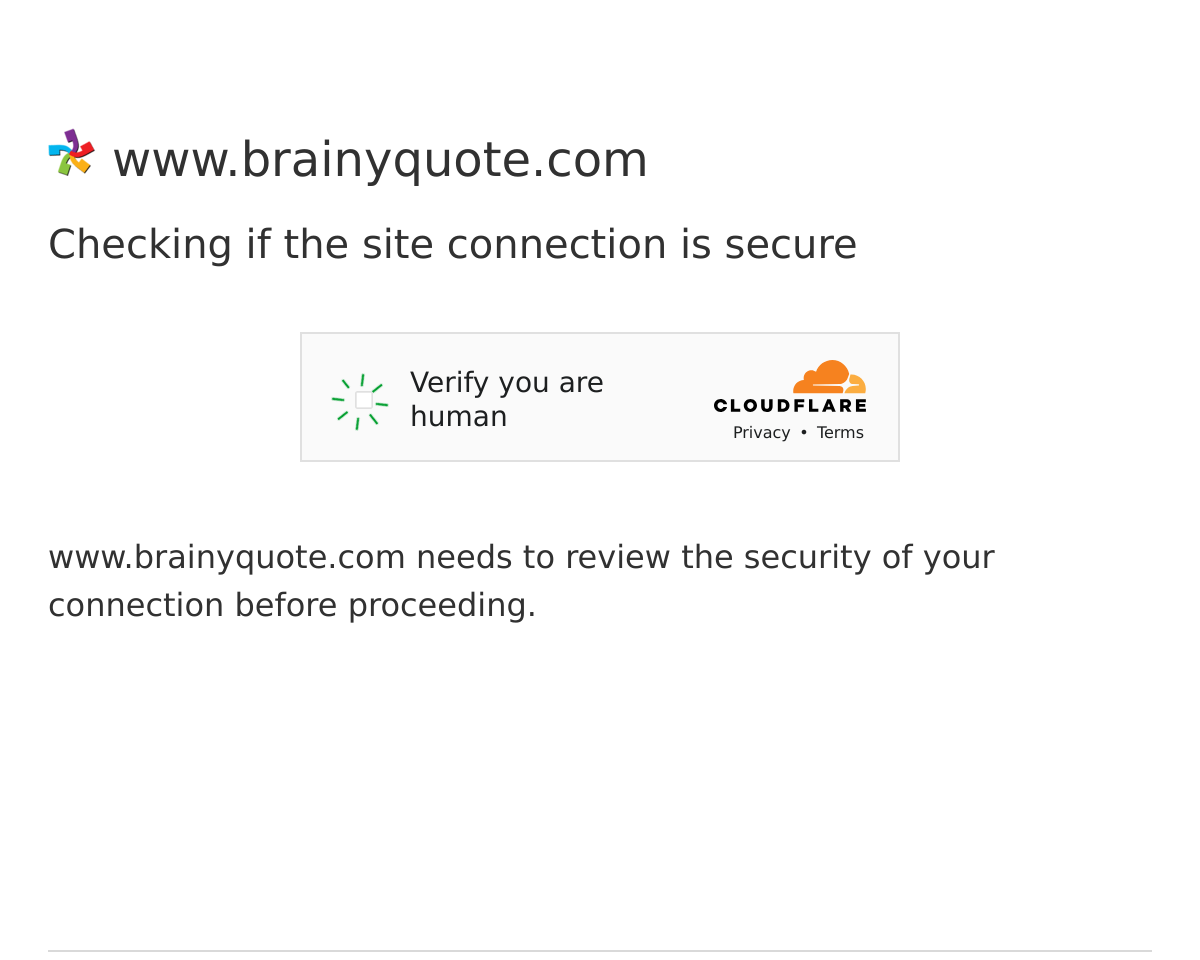 www.brainyquote.com
Checking if the site connection is secure
Verify you are
human
CLOUDFLARE
Privacy • Terms
www.brainyquote.com needs to review the security of your
connection before proceeding.